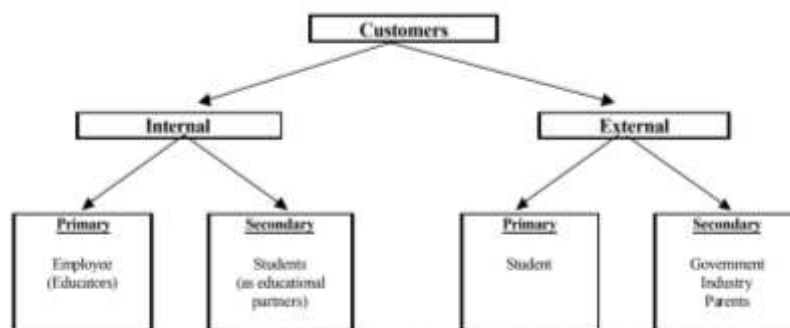 Customers
Internal
External
Primary
Employee
(Educators)
Secondary
Students
(as educational
partners)
Primary
Student
Secondary
Government
Industry
Parents